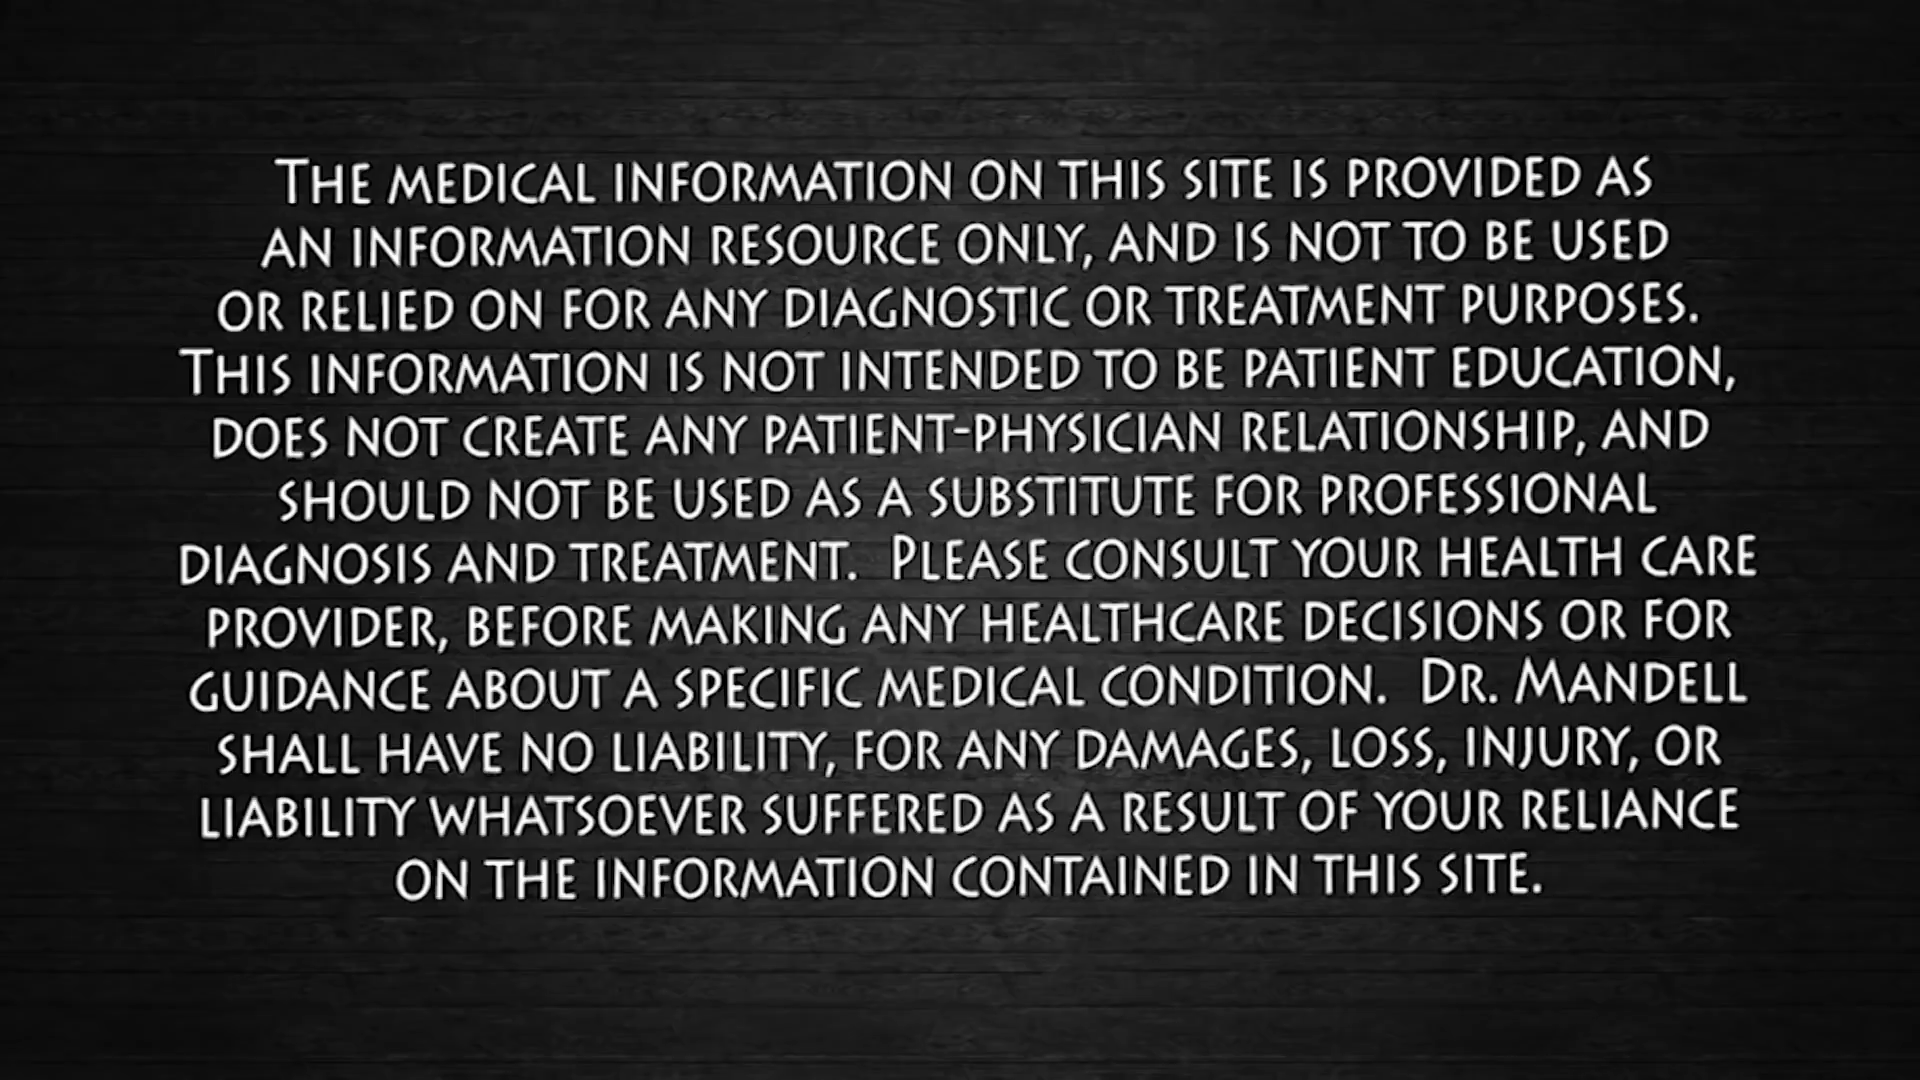 The medical information on this site is provided as
an information resource only, and is not to be used
or relied on for any diagnostic or treatment purposes.
This information is not intended to be patient education,
does not create any patient-physician relationship, and
should not be used as a substitute for professional
diagnosis and treatment.  Please consult your health care
provider, before making any healthcare decisions or for
guidance about a specific medical condition.  Dr. Mandell
shall have no liability, for any damages, loss, injury, or
liability whatsoever suffered as a result of your reliance
on the information contained in this site.